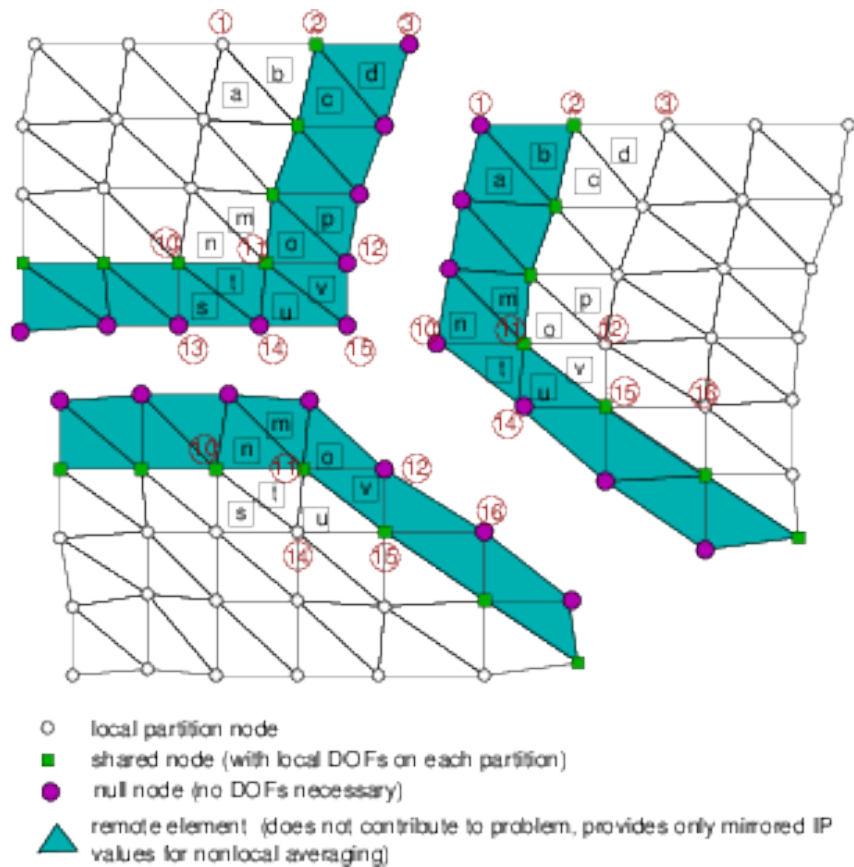 1 2 3
b d
a c
1 2 3
b d
a c
m p
10 n 11 o 12
t v
s u
13 14 15
m p
10 n 11 o 12
t v
u 15 16
14
m
10 n 11 o 12
t v
s u 16
14 15
local partition node
shared node (with local DOFs on each partition)
null node (no DOFs necessary)
remote element (does not contribute to problem, provides only mirrored IP
values for nonlocal averaging)